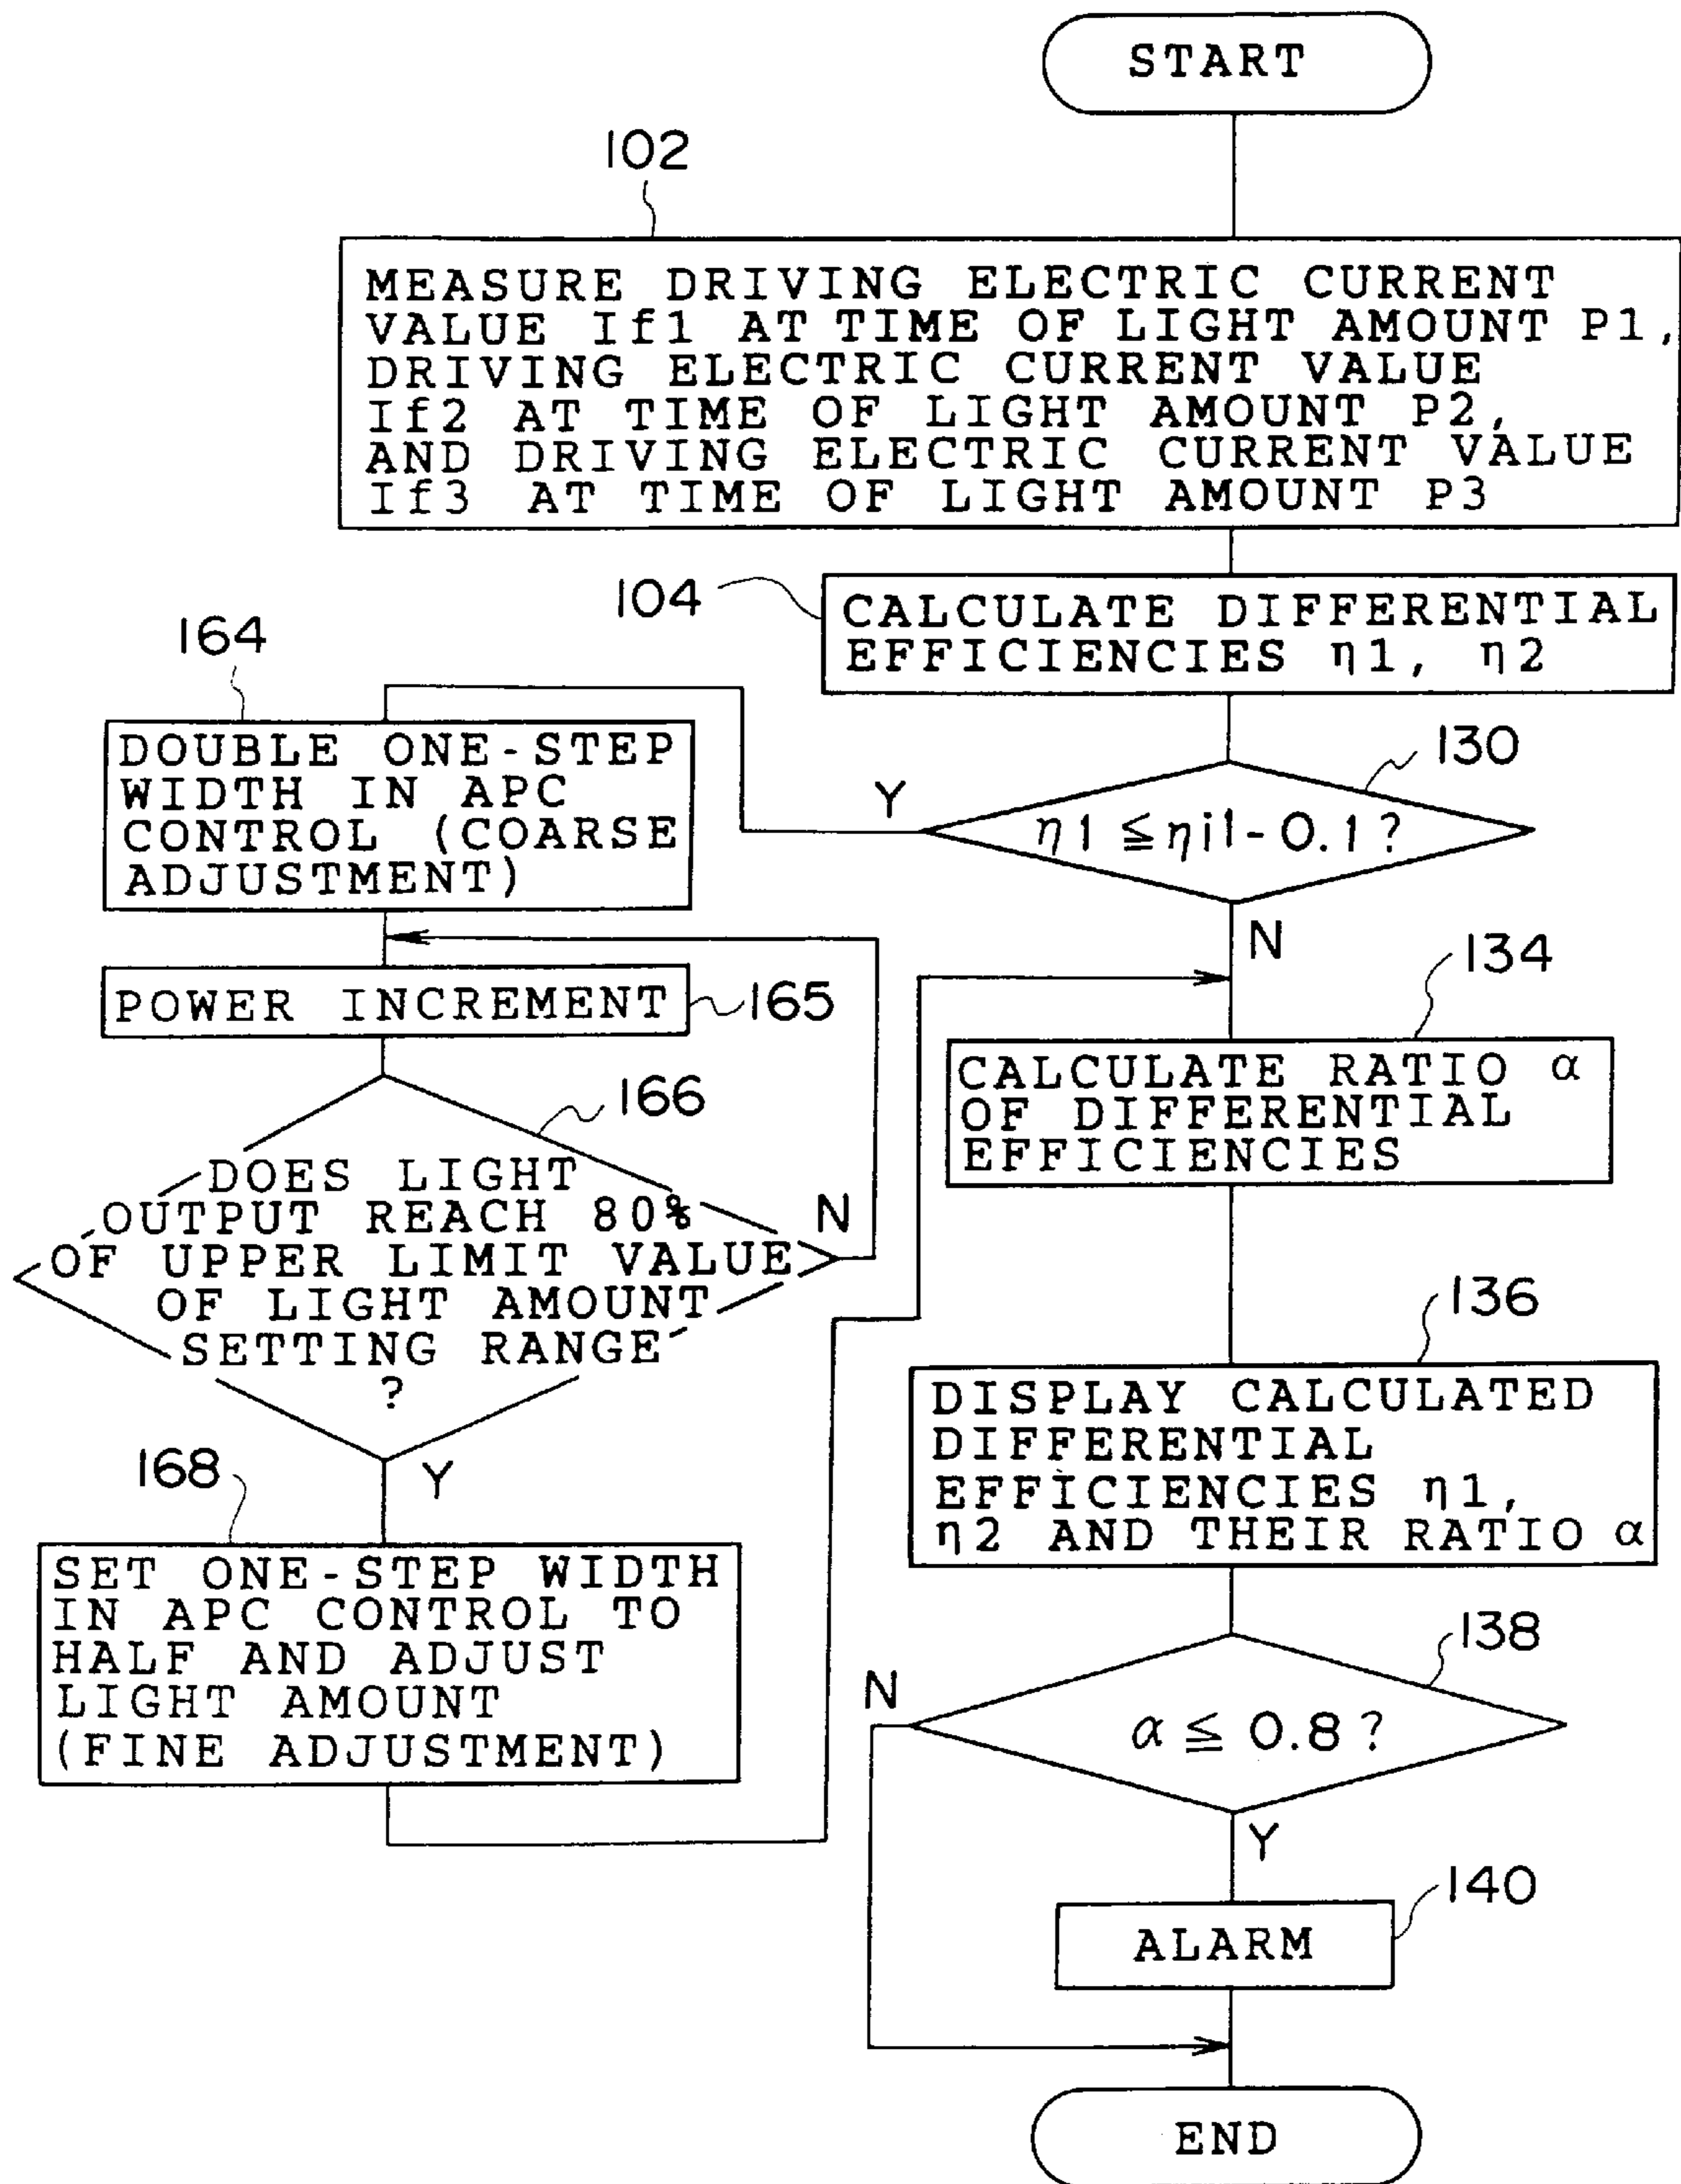 START
102
MEASURE DRIVING ELECTRIC CURRENT
VALUE If1 AT TIME OF LIGHT AMOUNT P1,
DRIVING ELECTRIC CURRENT VALUE
If2 AT TIME OF LIGHT AMOUNT P2,
AND DRIVING ELECTRIC CURRENT VALUE
If3 AT TIME OF LIGHT AMOUNT P3
104
CALCULATE DIFFERENTIAL
EFFICIENCIES η1, η2
130
η1 ≦ ηi1-0.1?
Y
N
164
DOUBLE ONE-STEP
WIDTH IN APC
CONTROL (COARSE
ADJUSTMENT)
POWER INCREMENT
165
166
DOES LIGHT
OUTPUT REACH 80%
OF UPPER LIMIT VALUE
OF LIGHT AMOUNT
SETTING RANGE
?
N
Y
168
SET ONE-STEP WIDTH
IN APC CONTROL TO
HALF AND ADJUST
LIGHT AMOUNT
(FINE ADJUSTMENT)
134
CALCULATE RATIO α
OF DIFFERENTIAL
EFFICIENCIES
136
DISPLAY CALCULATED
DIFFERENTIAL
EFFICIENCIES η1,
η2 AND THEIR RATIO α
138
α ≦ 0.8?
N
Y
140
ALARM
END